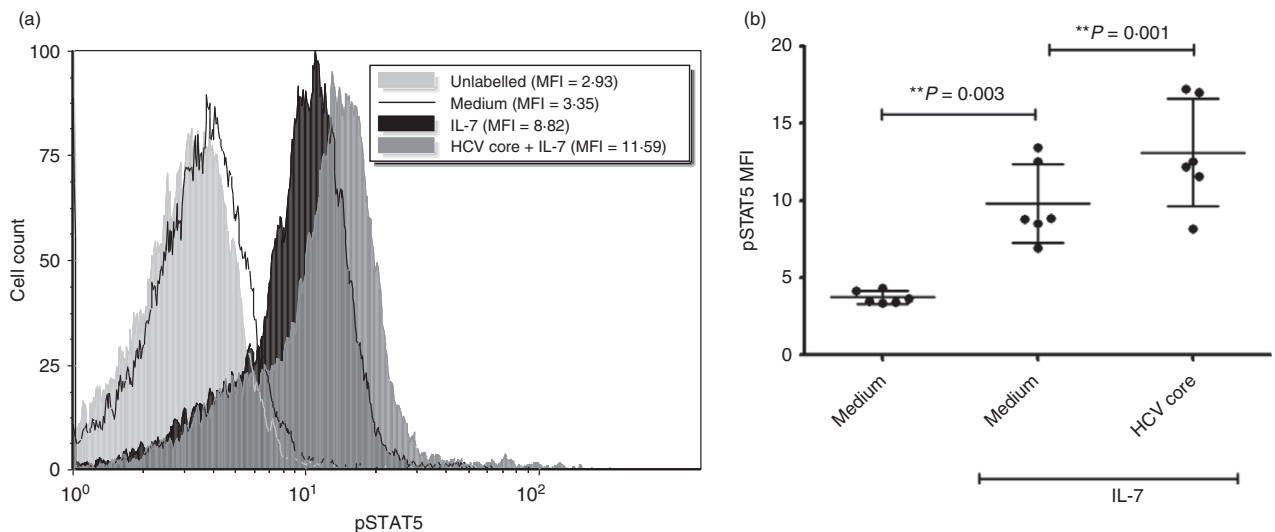 (a)
100
75
50
25
0
Cell count
10⁰
10¹
10²
pSTAT5
Unlabelled (MFI = 2·93)
Medium (MFI = 3·35)
IL-7 (MFI = 8·82)
HCV core + IL-7 (MFI = 11·59)
(b)
**P = 0·001
**P = 0·003
20
15
10
5
0
pSTAT5 MFI
Medium
Medium
HCV core
IL-7